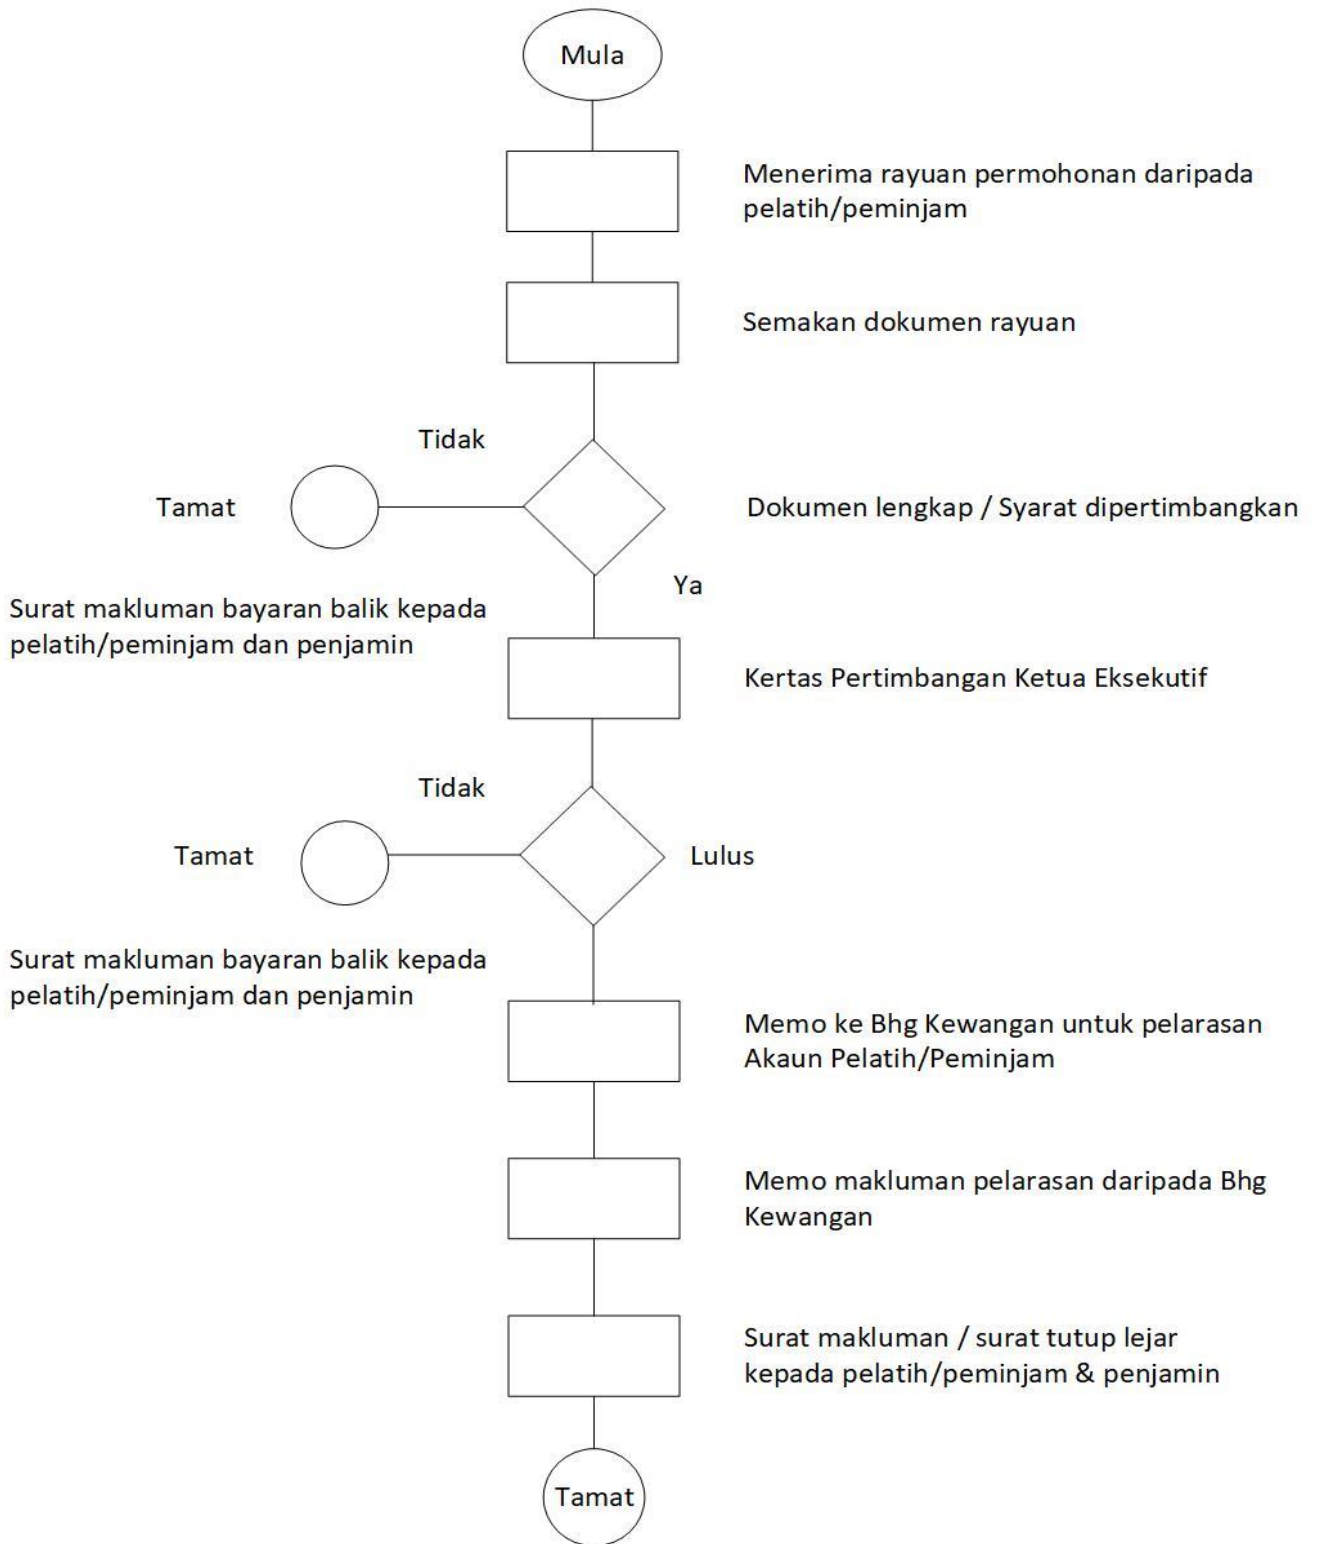 Mula
Menerima rayuan permohonan daripada
pelatih/peminjam
Semakan dokumen rayuan
Tidak
Tamat
Dokumen lengkap / Syarat dipertimbangkan
Ya
Surat makluman bayaran balik kepada
pelatih/peminjam dan penjamin
Kertas Pertimbangan Ketua Eksekutif
Tidak
Tamat
Lulus
Surat makluman bayaran balik kepada
pelatih/peminjam dan penjamin
Memo ke Bhg Kewangan untuk pelarasan
Akaun Pelatih/Peminjam
Memo makluman pelarasan daripada Bhg
Kewangan
Surat makluman / surat tutup lejar
kepada pelatih/peminjam & penjamin
Tamat